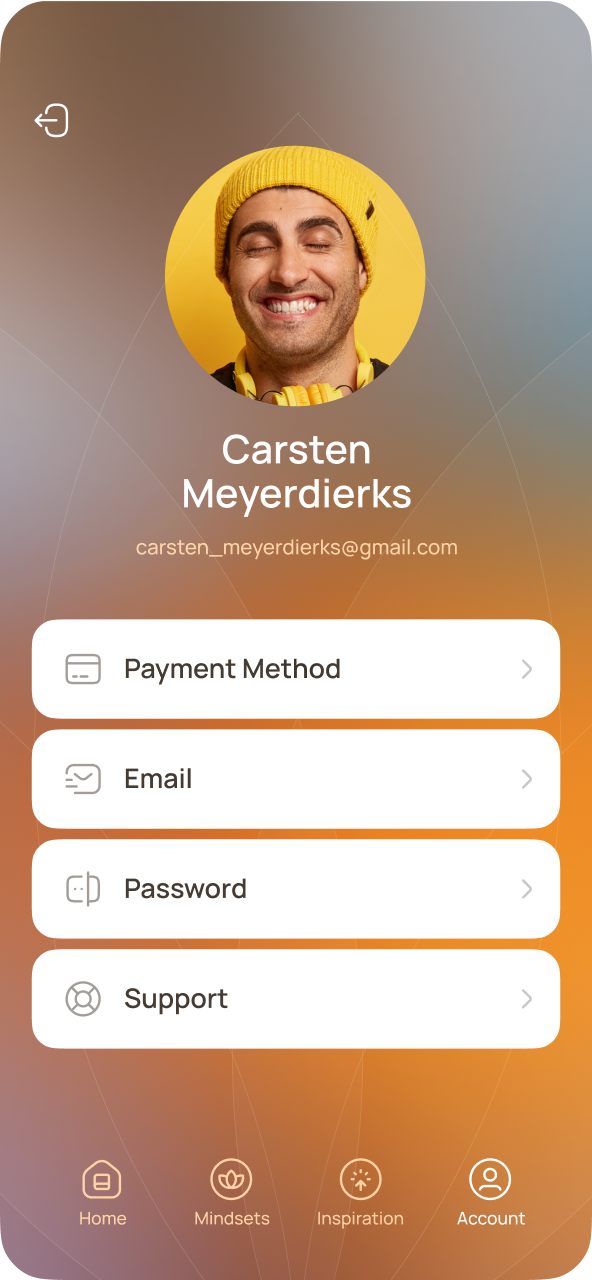 Carsten
Meyerdierks
carsten_meyerdierks@gmail.com
Payment Method
Email
Password
Support
Home
Mindsets
Inspiration
Account